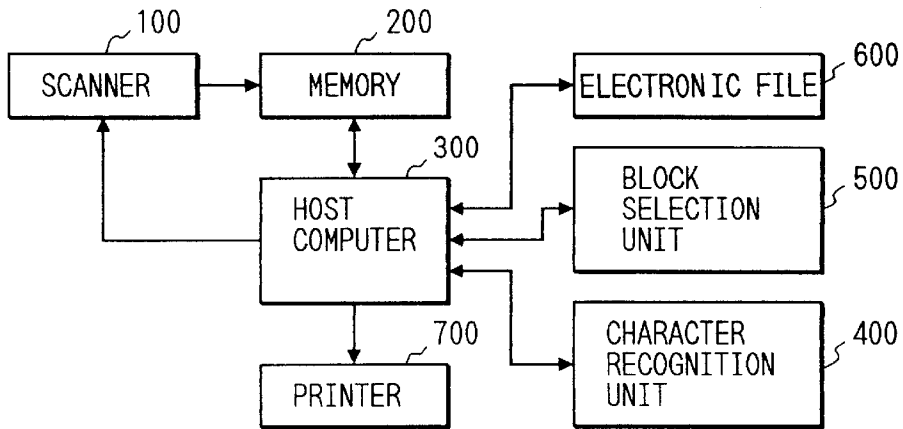 100
SCANNER
200
MEMORY
600
ELECTRONIC FILE
300
HOST
COMPUTER
500
BLOCK
SELECTION
UNIT
700
PRINTER
400
CHARACTER
RECOGNITION
UNIT